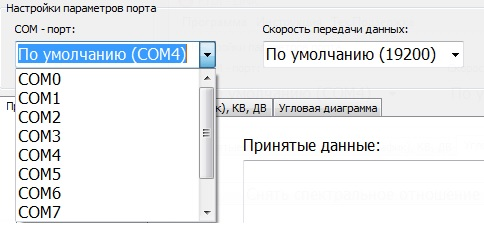 Настройки параметров порта
COM - порт:
Скорость передачи данных:
По умолчанию (COM4)
По умолчанию (19200)
COM0
COM1
COM2
COM3
COM4
COM5
COM6
COM7
к), КВ, ДВ
Угловая диаграмма
Принятые данные: